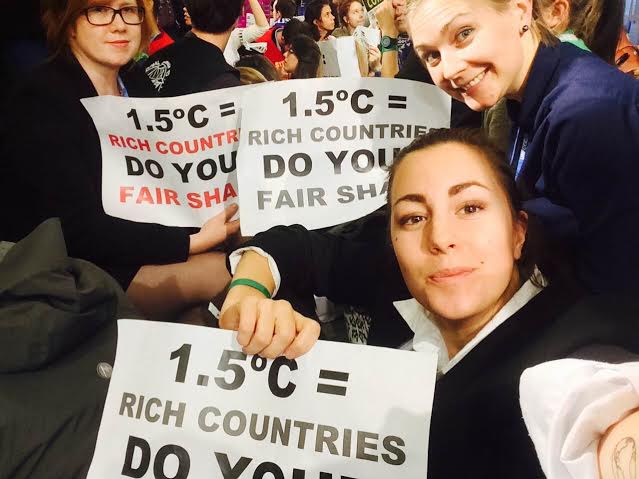 1.5ºC =
RICH COUNTR
DO YOU
FAIR SHA
1.5ºC =
RICH COUNTRIES
DO YOU
FAIR SHA
1.5ºC =
RICH COUNTRIES
DO YOU